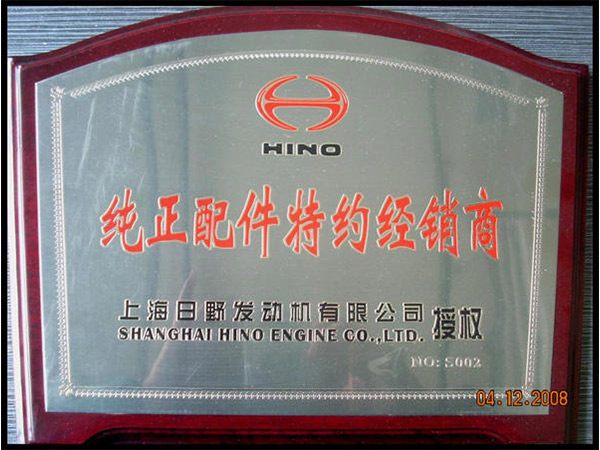 HINO
纯正配件特约经销商
上海日野发动机有限公司 授权
SHANGHAI HINO ENGINE CO.,LTD.
NO: S002
04.12.2008